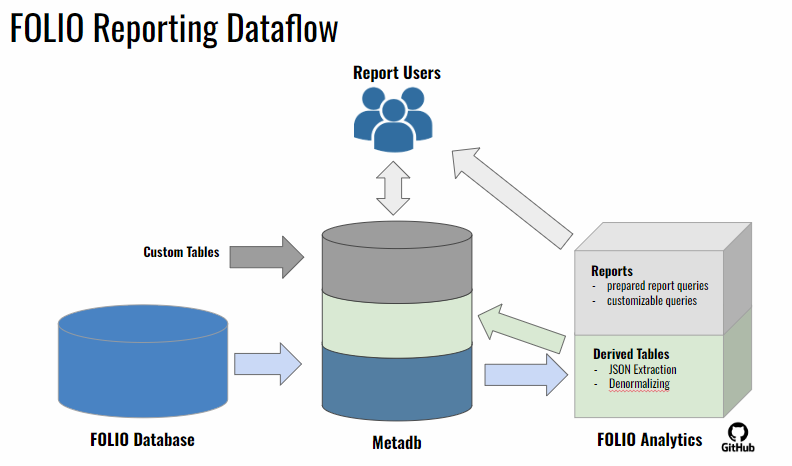 FOLIO Reporting Dataflow
Report Users
Custom Tables
Reports
- prepared report queries
- customizable queries
Derived Tables
- JSON Extraction
- Denormalizing
FOLIO Database
Metadb
FOLIO Analytics
GitHub